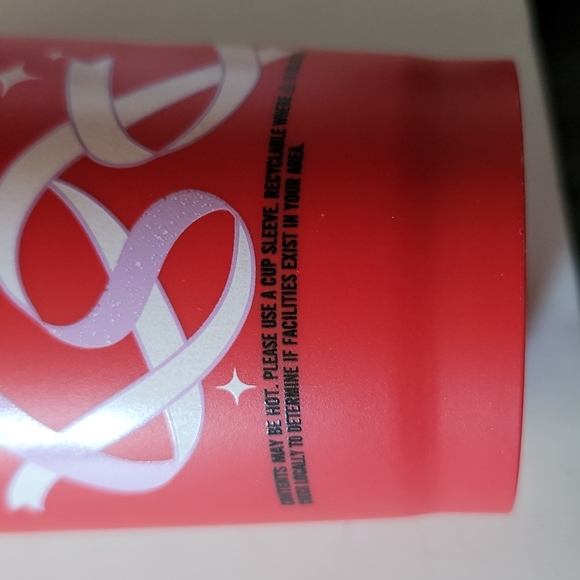 CONTENTS MAY BE HOT. PLEASE USE A CUP SLEEVE. RECYCLABLE WHERE
CHECK LOCALLY TO DETERMINE IF FACILITIES EXIST IN YOUR AREA.